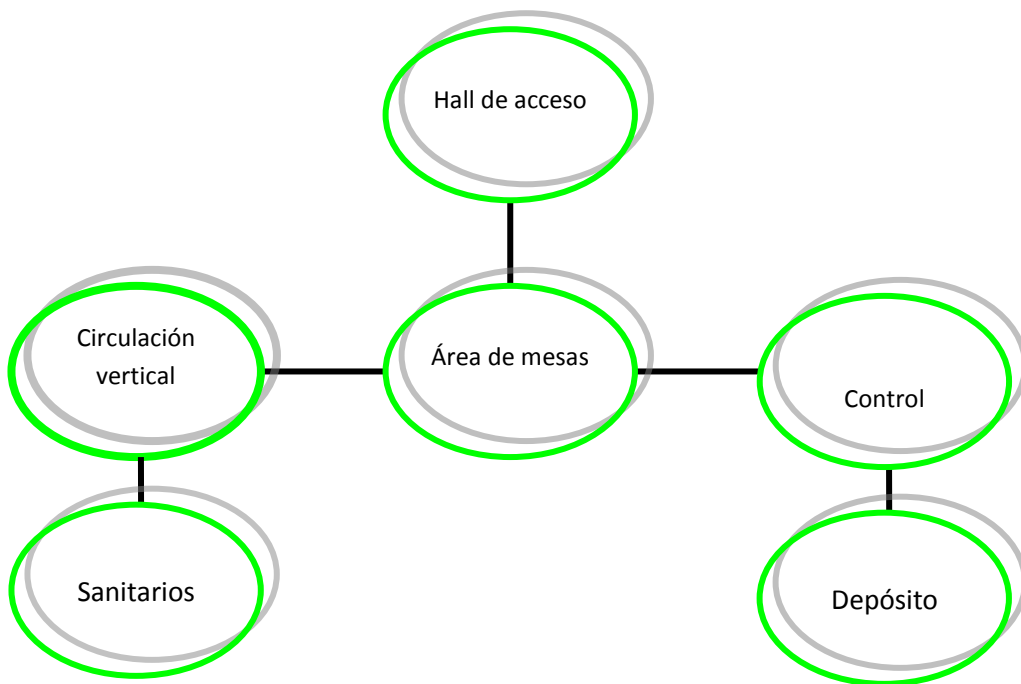 Hall de acceso
Circulación
vertical
Área de mesas
Control
Sanitarios
Depósito